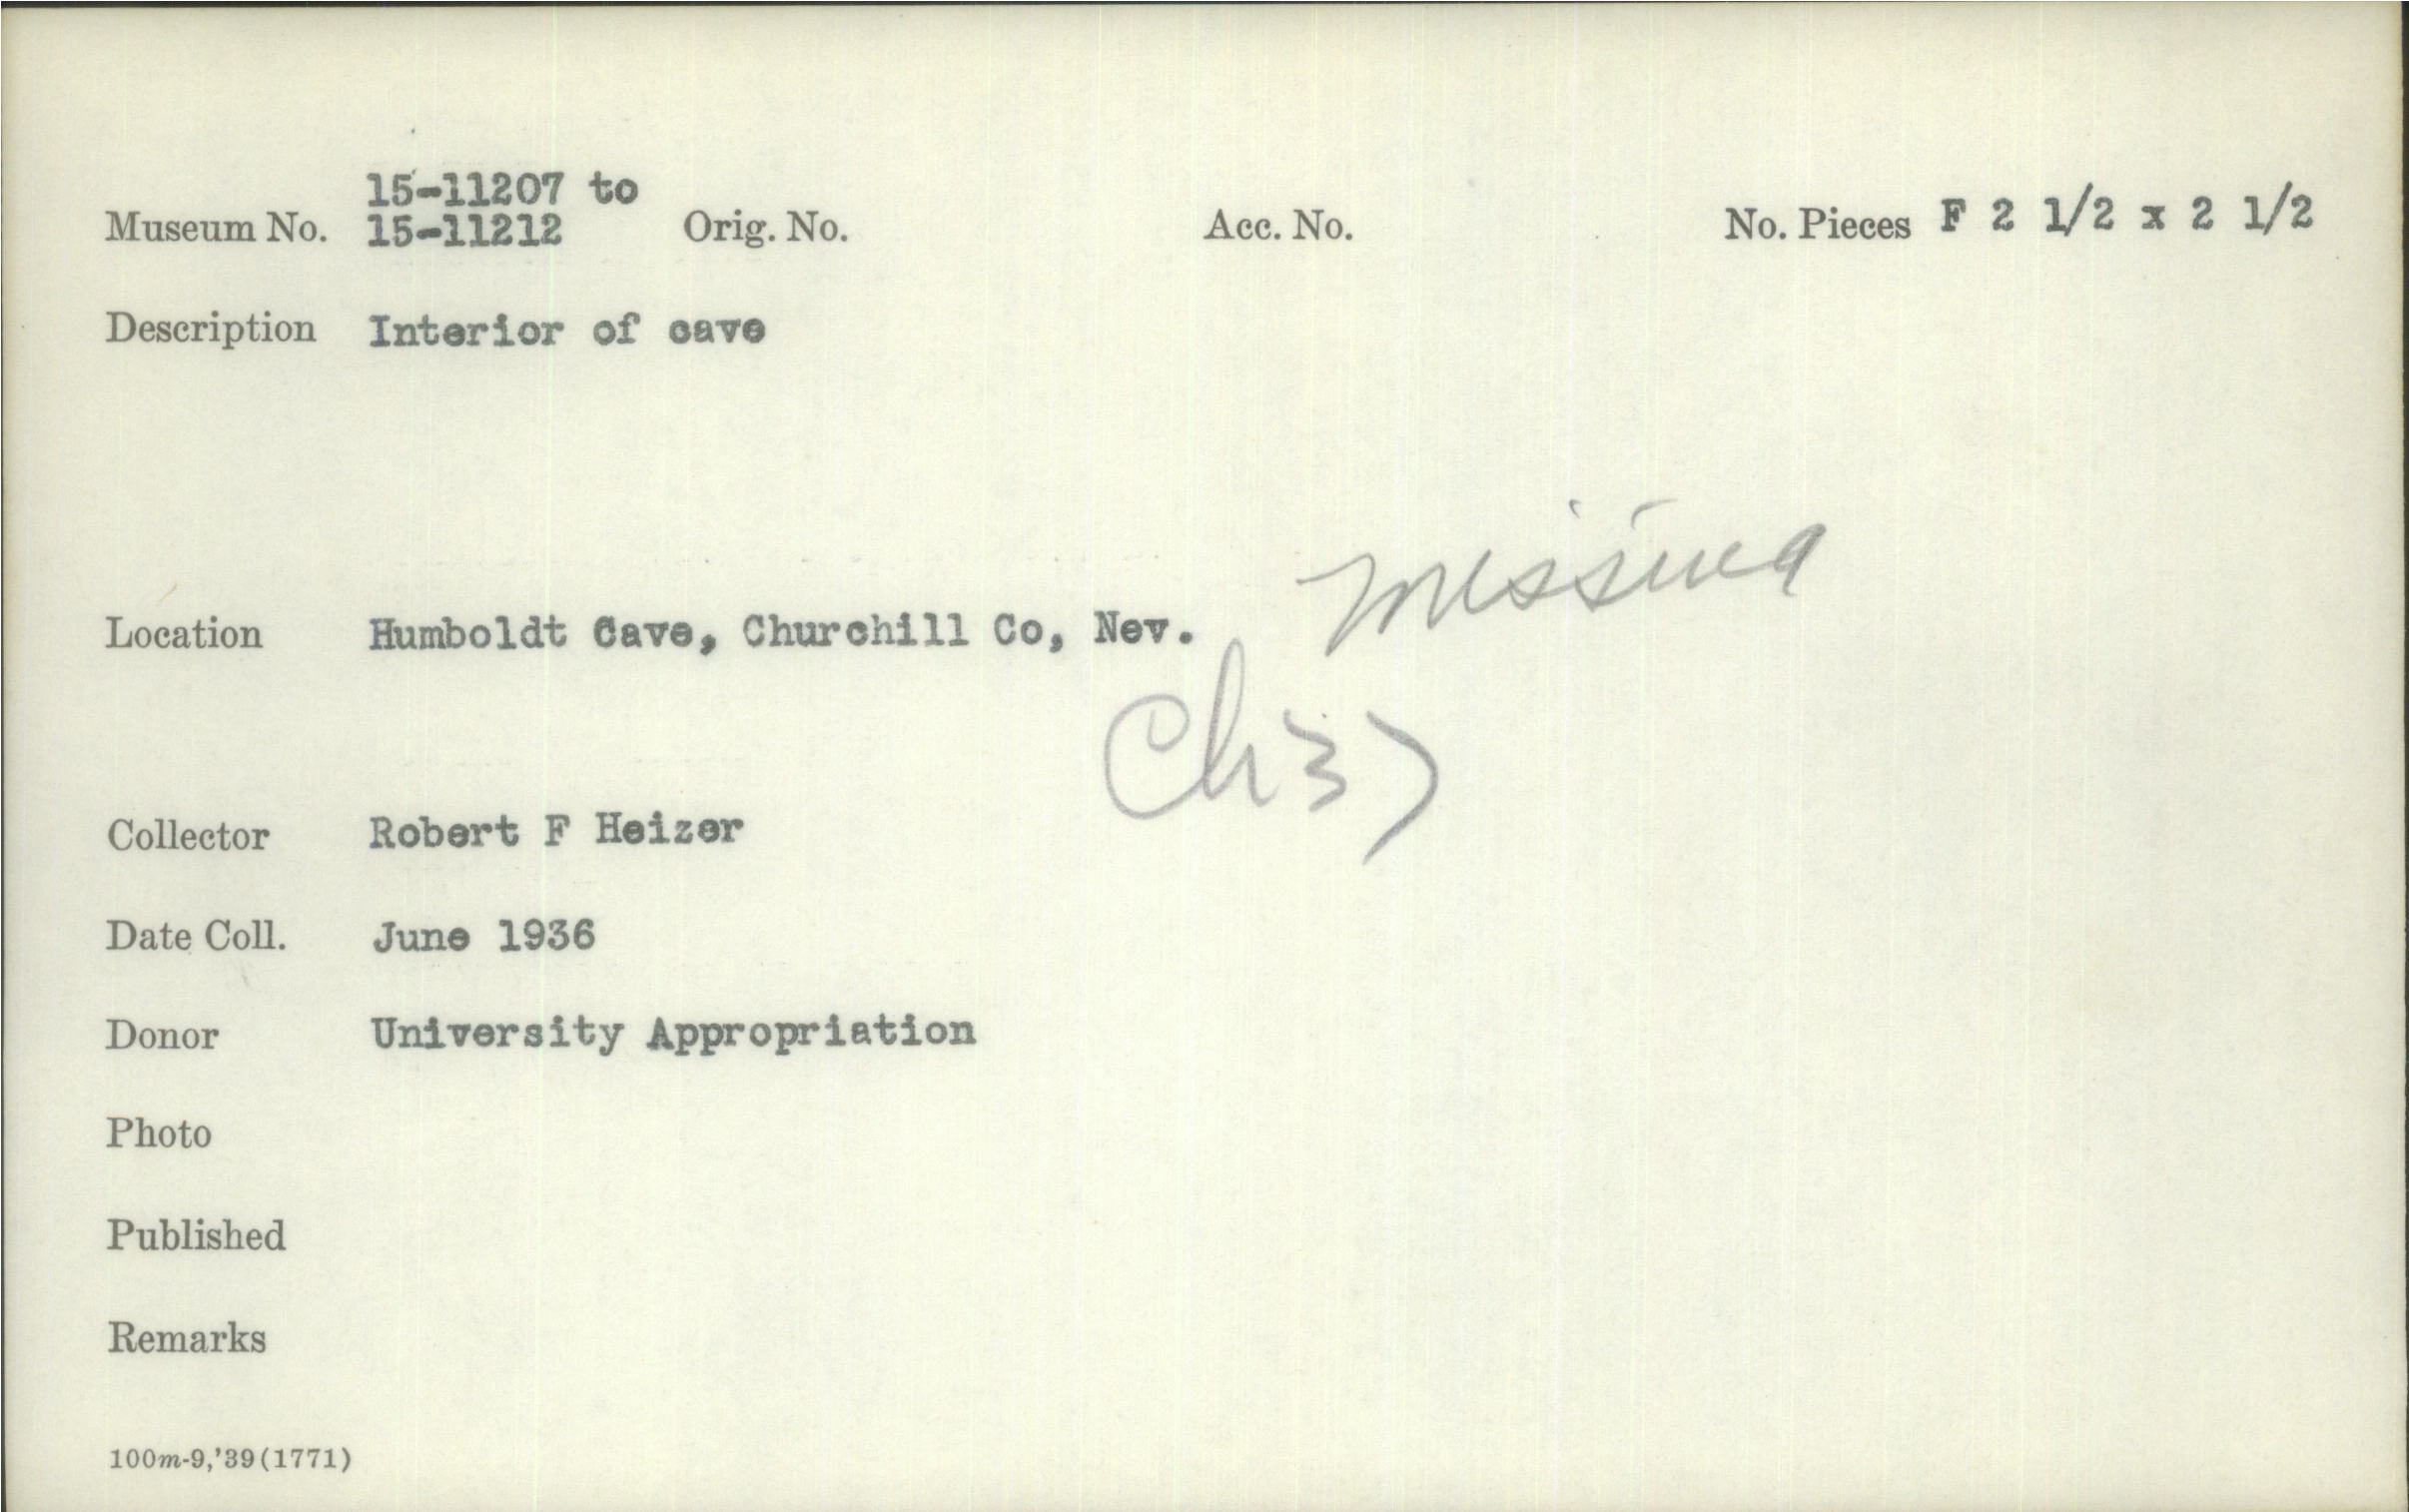 15-11207 to
Museum No. 15-11212 Orig. No. Acc. No. No. Pieces F 2 1/2 x 2 1/2
Description Interior of cave
missing
Location Humboldt Cave, Churchill Co, Nev.
Ch37
Collector Robert F Heizer
Date Coll. June 1936
Donor University Appropriation
Photo
Published
Remarks
100m-9,'39(1771)